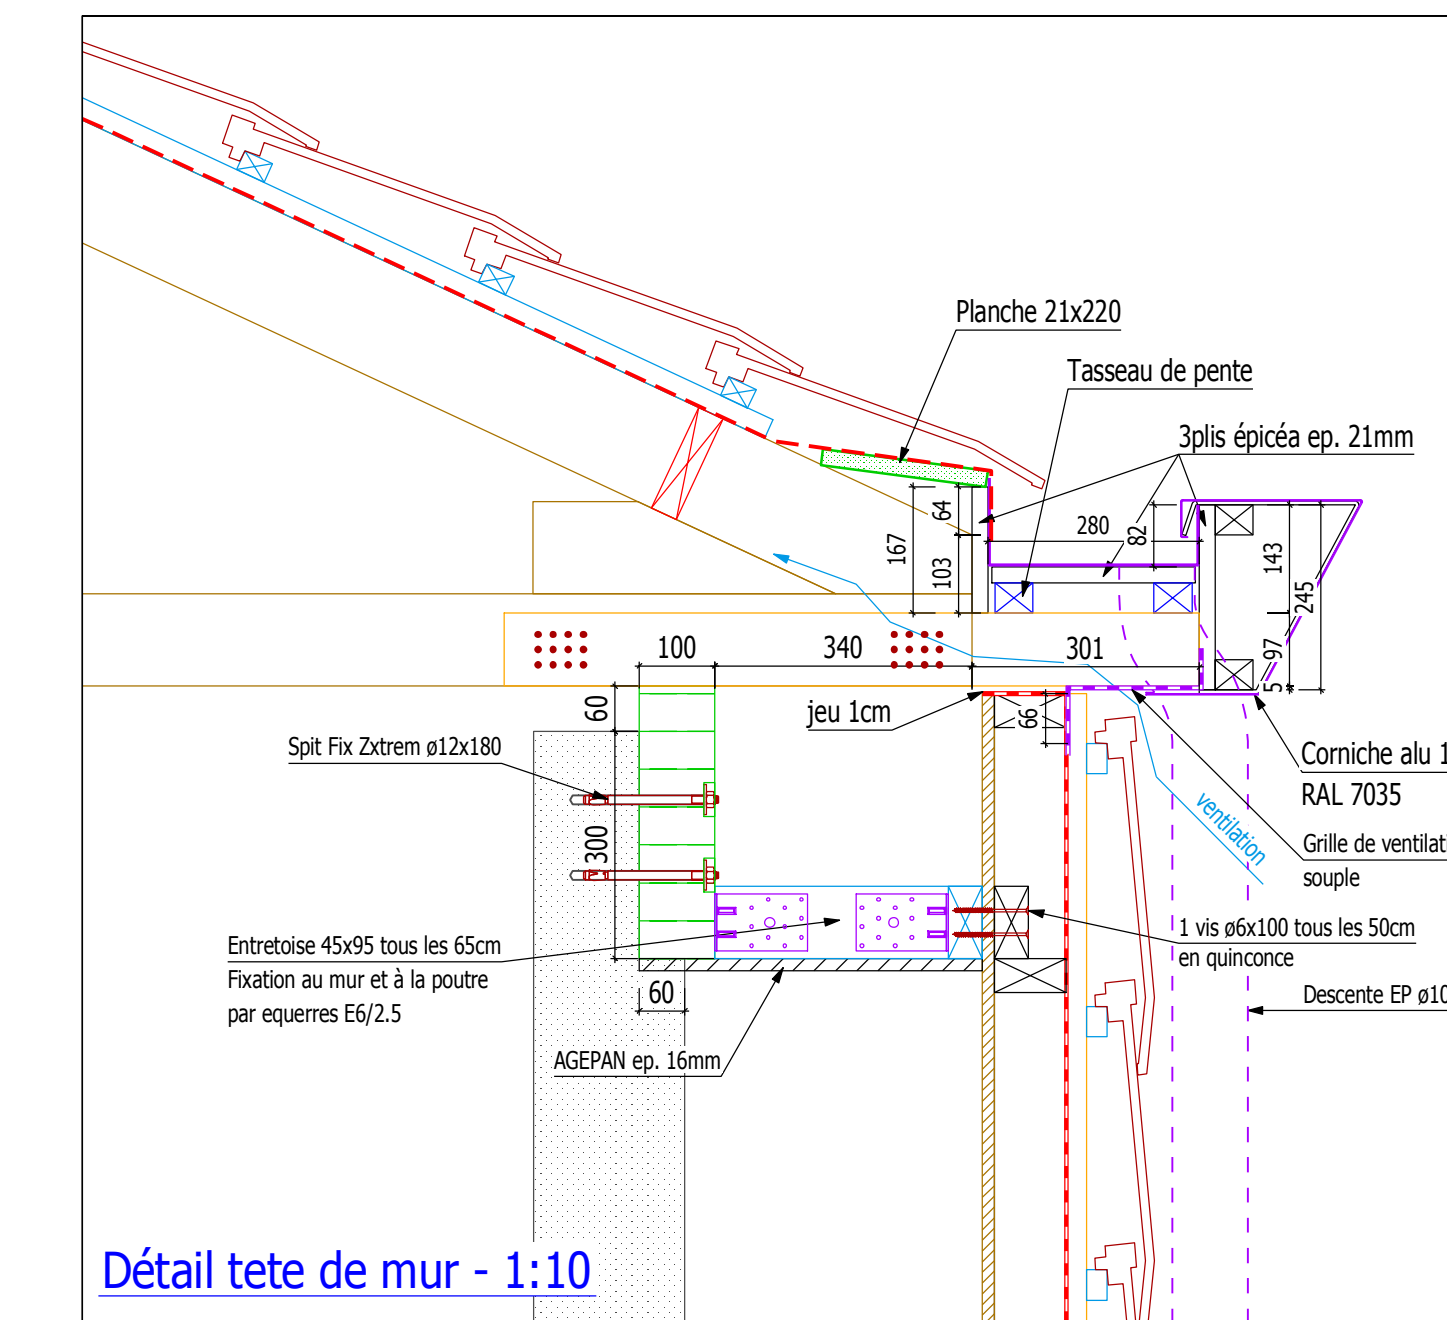 Planche 21x220
Tasseau de pente
3plis épicéa ep. 21mm
64
167
103
280
82
143
245
97
5
100
340
301
60
jeu 1cm
66
Spit Fix Zxtrem ø12x180
300
Corniche alu 1
RAL 7035
ventilation
Grille de ventilati
souple
Entretoise 45x95 tous les 65cm
Fixation au mur et à la poutre
par equerres E6/2.5
1 vis ø6x100 tous les 50cm
en quinconce
60
Descente EP ø10
AGEPAN ep. 16mm
Détail tete de mur - 1:10